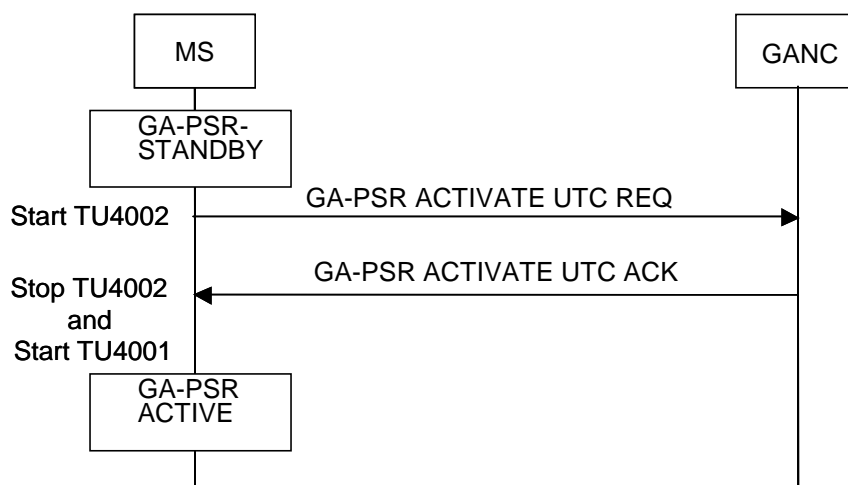 MS
GANC
GA-PSR-
STANDBY
Start TU4002
GA-PSR ACTIVATE UTC REQ
GA-PSR ACTIVATE UTC ACK
Stop TU4002
and
Start TU4001
GA-PSR
ACTIVE